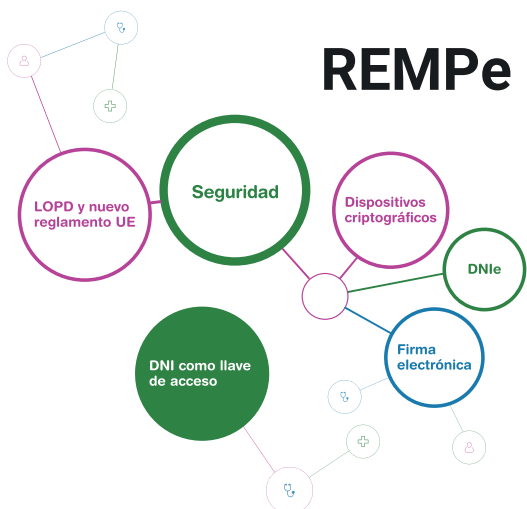 REMPe
Seguridad
LOPD y nuevo
reglamento UE
Dispositivos
criptográficos
DNIe
Firma
electrónica
DNI como llave
de acceso